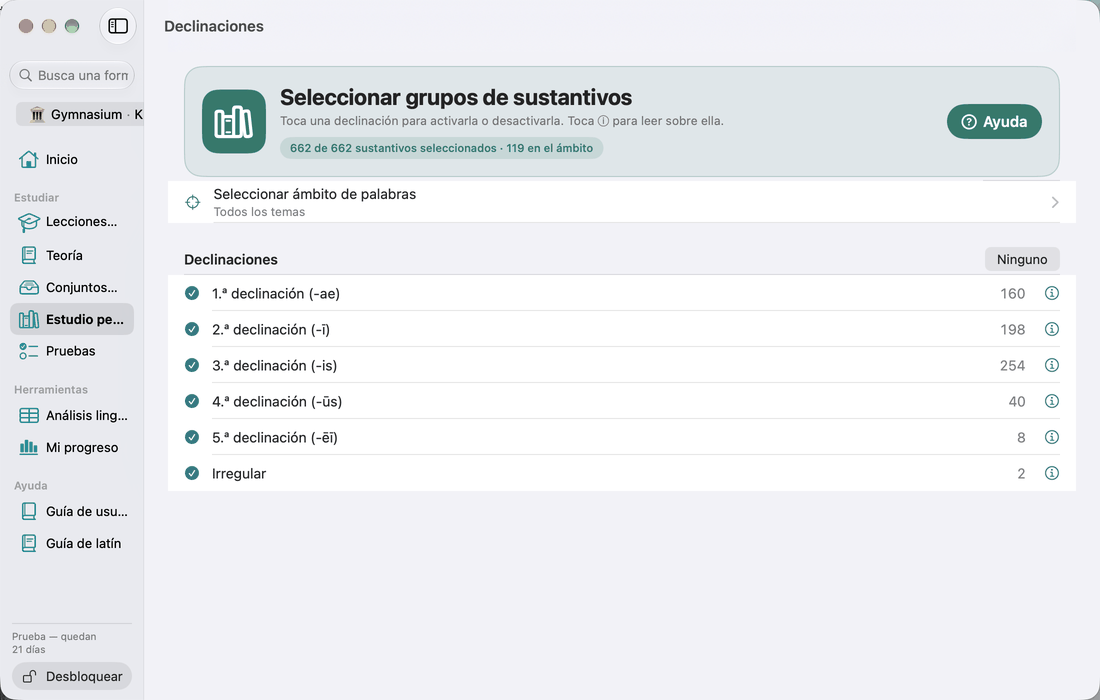 Declinaciones
Busca una forn
Gymnasium · K
Inicio
Estudiar
Lecciones...
Teoría
Conjuntos...
Estudio pe...
Pruebas
Herramientas
Análisis ling...
Mi progreso
Ayuda
Guía de usu...
Guía de latín
Prueba — quedan
21 días
Desbloquear
Seleccionar grupos de sustantivos
Toca una declinación para activarla o desactivarla. Toca ⓘ para leer sobre ella.
662 de 662 sustantivos seleccionados · 119 en el ámbito
Ayuda
Seleccionar ámbito de palabras
Todos los temas
Declinaciones
Ninguno
1.ª declinación (-ae) 160
2.ª declinación (-ī) 198
3.ª declinación (-is) 254
4.ª declinación (-ūs) 40
5.ª declinación (-ēī) 8
Irregular 2